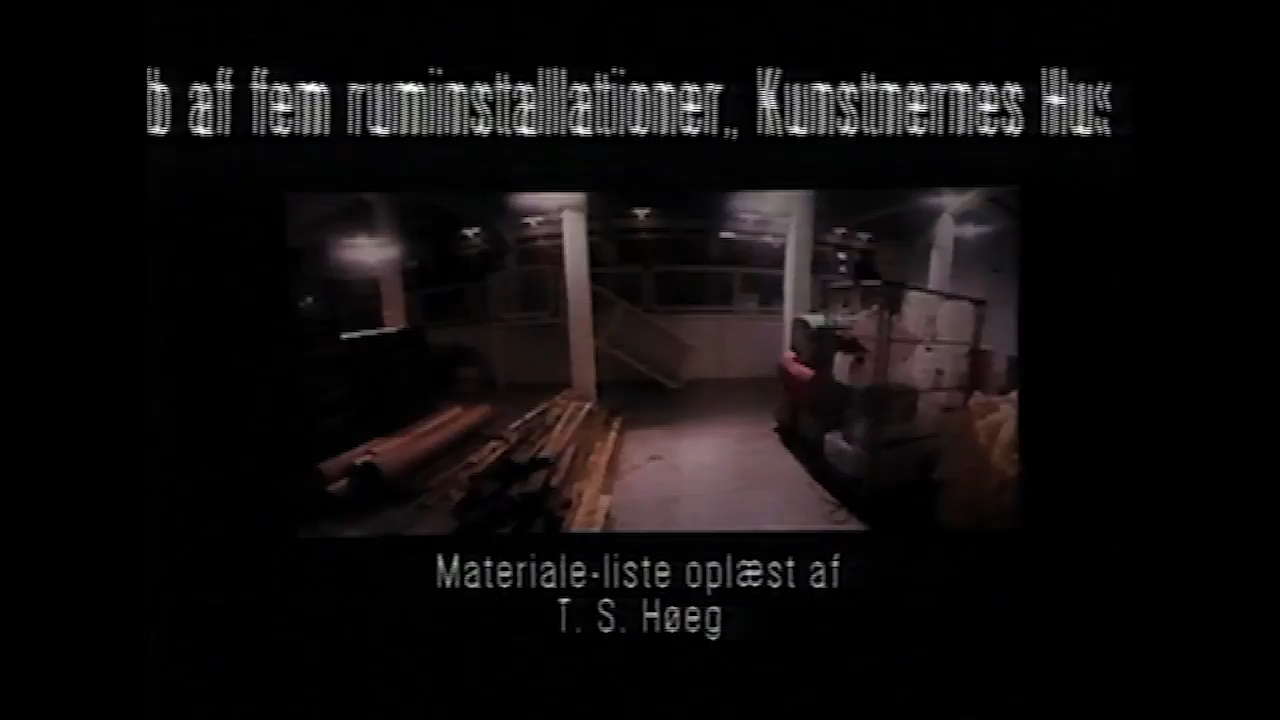 af fem ruminstallationer, Kunstnernes Hus
Materiale-liste oplæst af
T. S. Høeg